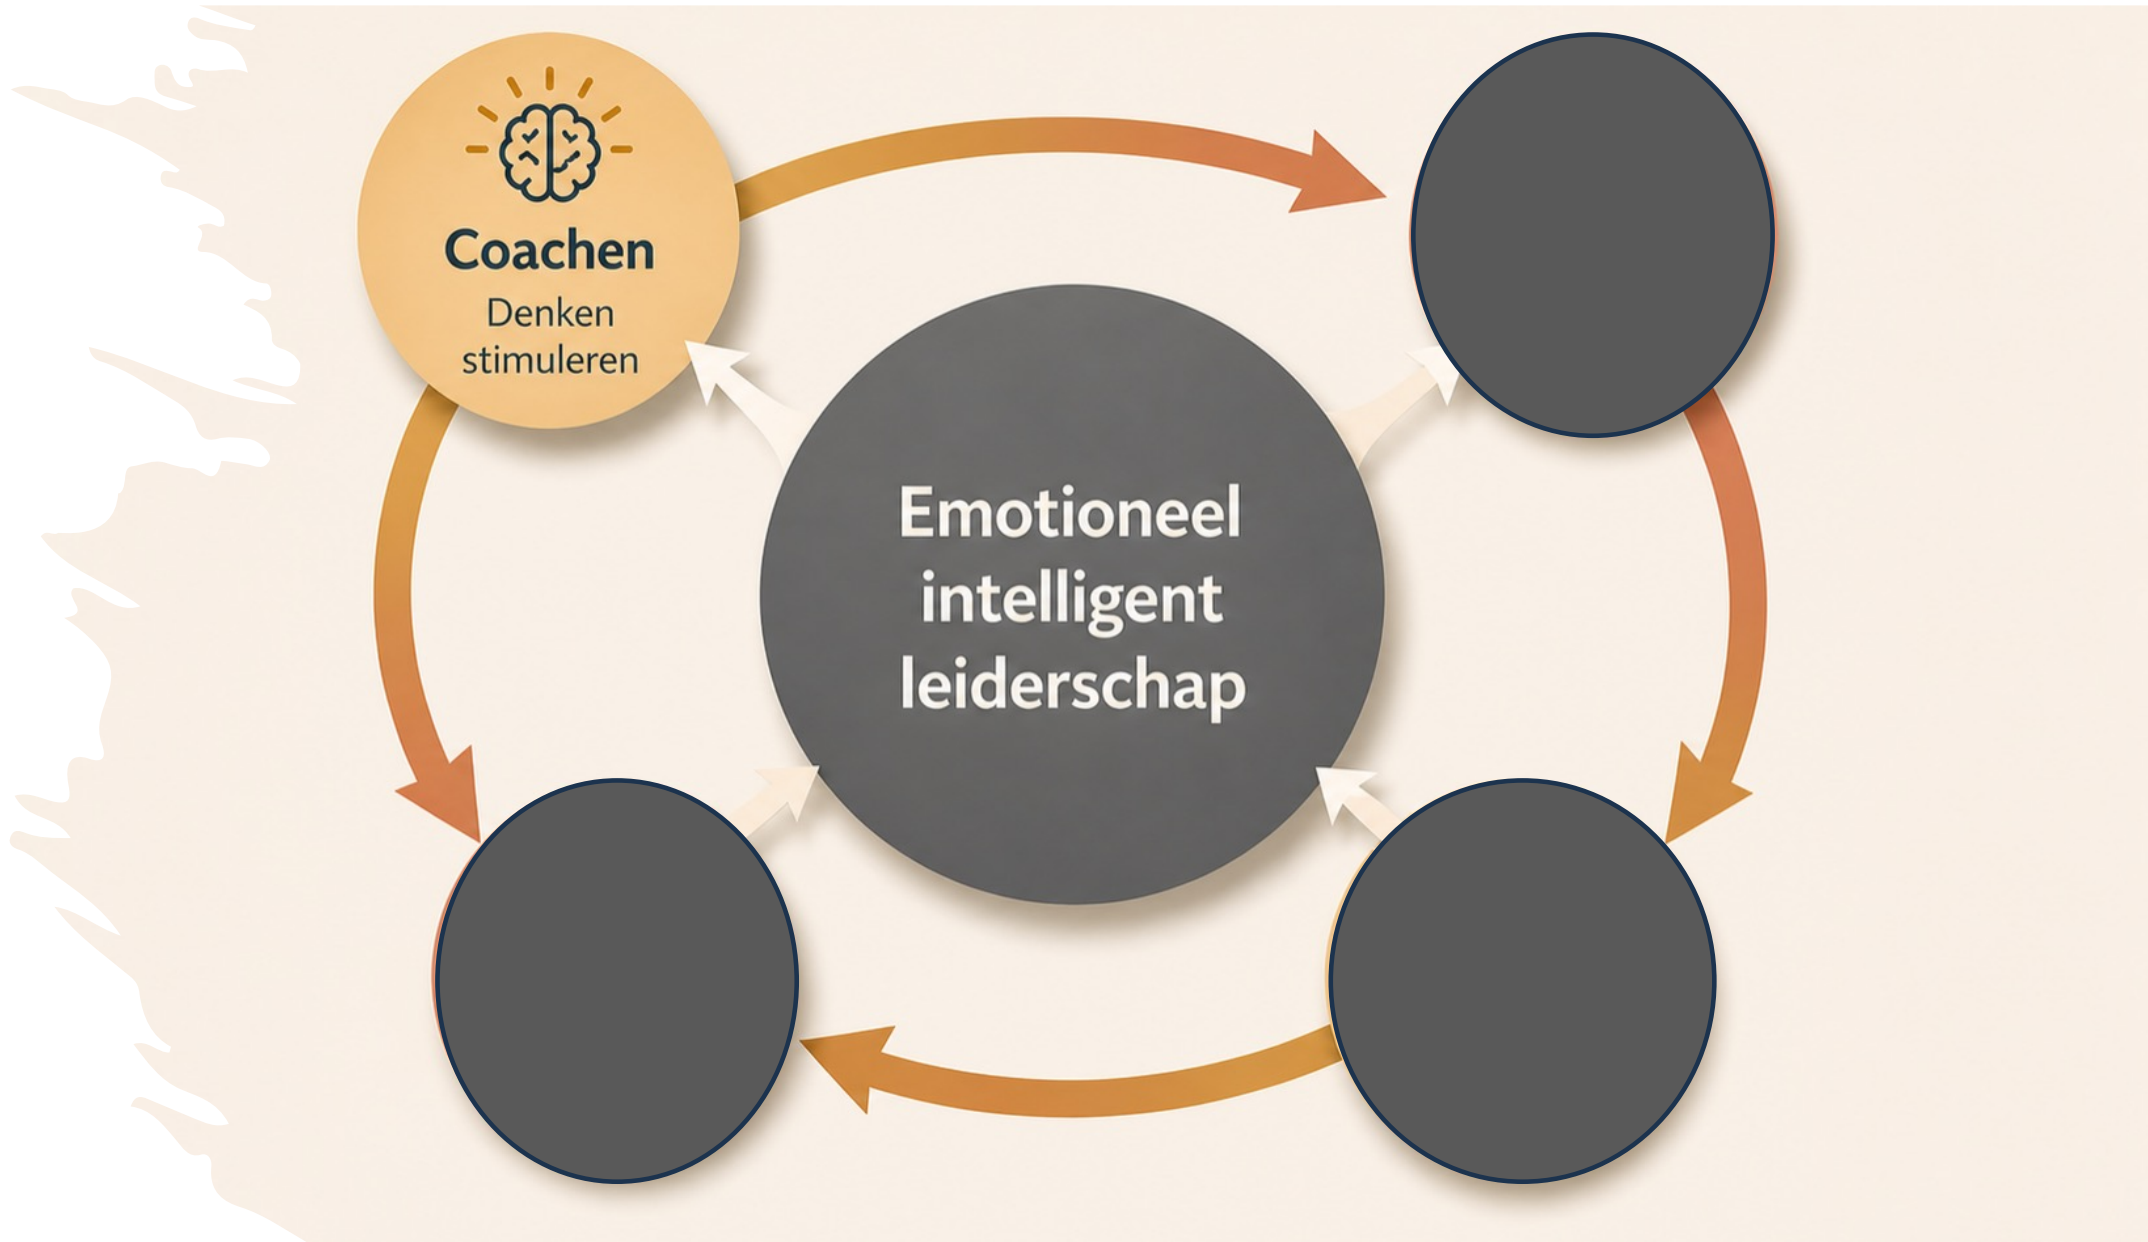 Coachen
Denken
stimuleren
Emotioneel
intelligent
leiderschap